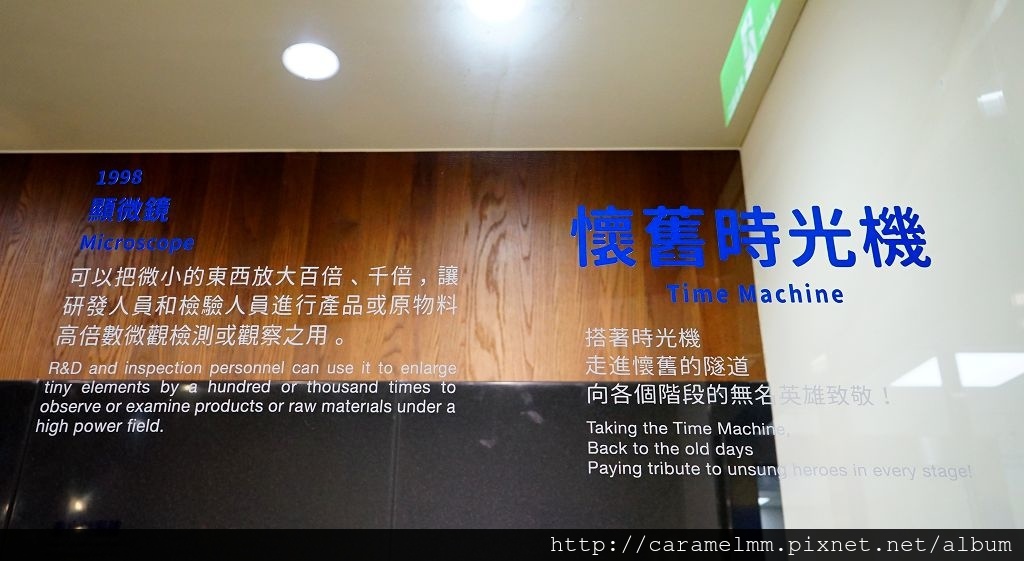 1998
顯微鏡
Microscope
可以把微小的東西放大百倍、千倍，讓
研發人員和檢驗人員進行產品或原物料
高倍數微觀檢測或觀察之用。
R&D and inspection personnel can use it to enlarge
tiny elements by a hundred or thousand times to
observe or examine products or raw materials under a
high power field.
懷舊時光機
Time Machine
搭著時光機
走進懷舊的隧道
向各個階段的無名英雄致敬！
Taking the Time Machine,
Back to the old days
Paying tribute to unsung heroes in every stage!
http://caramelmm.pixnet.net/album